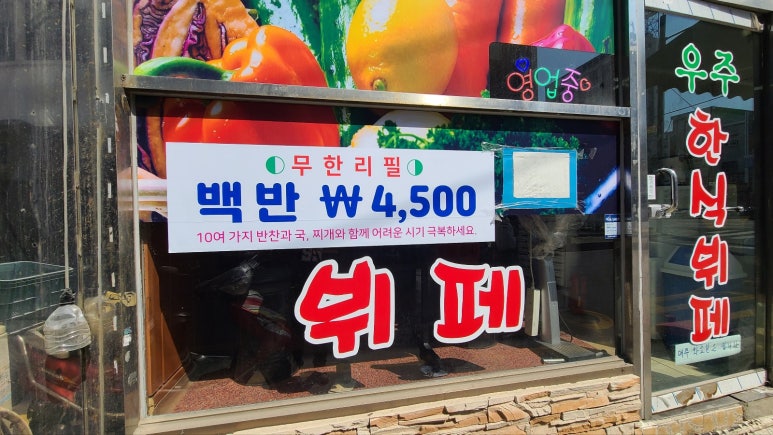 영업중
무한리필
백반 ₩4,500
10여 가지 반찬과 국, 찌개와 함께 어려운 시기 극복하세요.
뷔페
우주
한식뷔페
매주